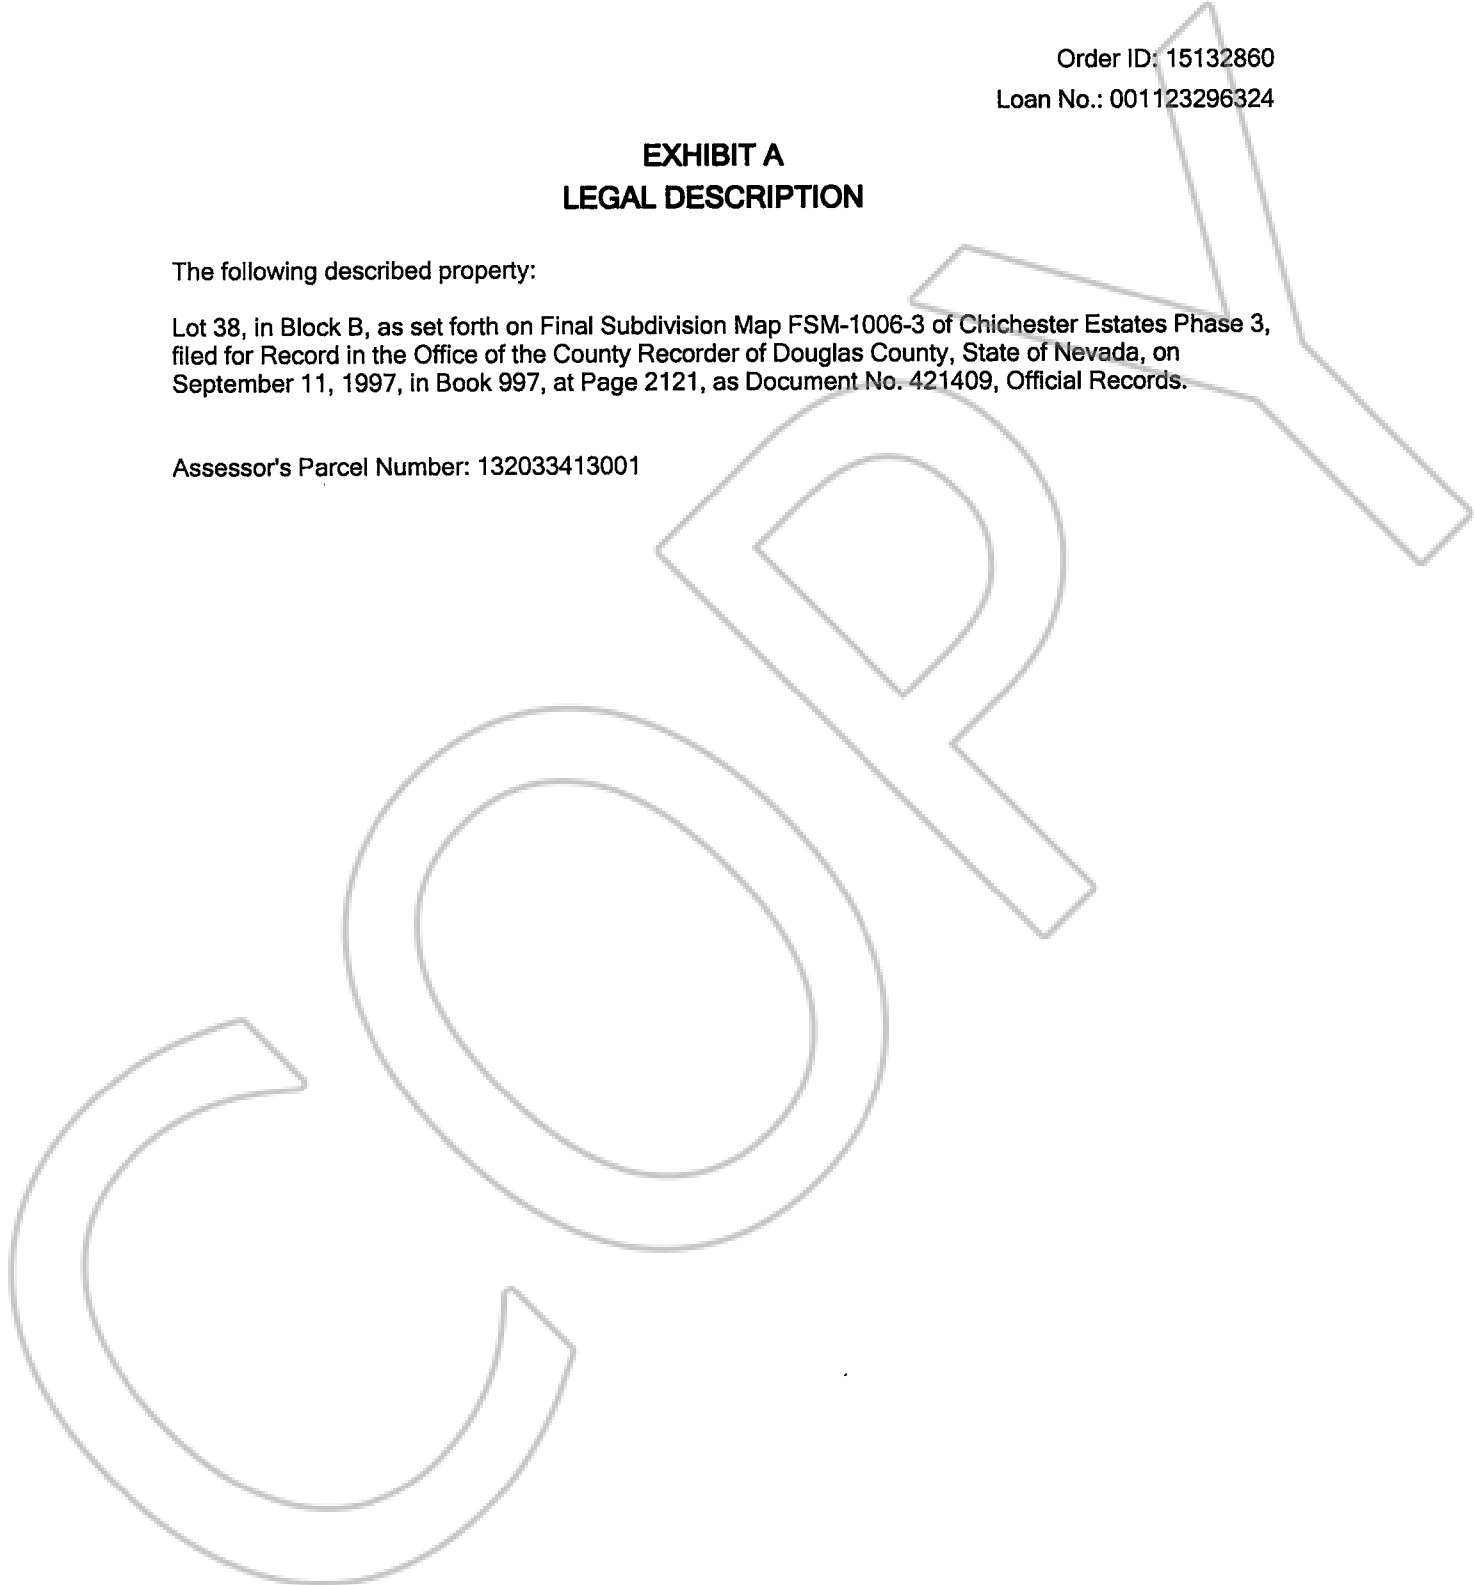 Order ID: 15132860
Loan No.: 001123296324
EXHIBIT A
LEGAL DESCRIPTION
The following described property:
Lot 38, in Block B, as set forth on Final Subdivision Map FSM-1006-3 of Chichester Estates Phase 3,
filed for Record in the Office of the County Recorder of Douglas County, State of Nevada, on
September 11, 1997, in Book 997, at Page 2121, as Document No. 421409, Official Records.
Assessor's Parcel Number: 132033413001
COPY